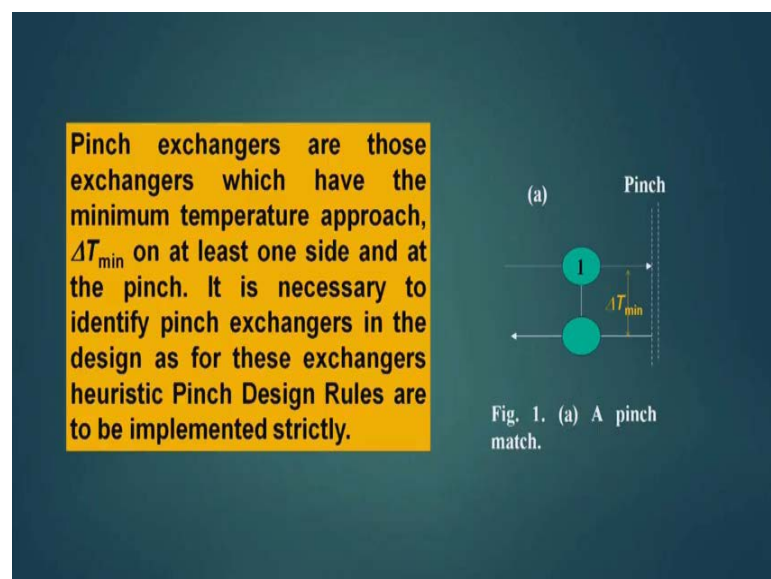 Pinch exchangers are those
exchangers which have the
minimum temperature approach,
ΔTmin on at least one side and at
the pinch. It is necessary to
identify pinch exchangers in the
design as for these exchangers
heuristic Pinch Design Rules are
to be implemented strictly.
(a)
Pinch
1
ΔTmin
Fig. 1. (a) A pinch
match.